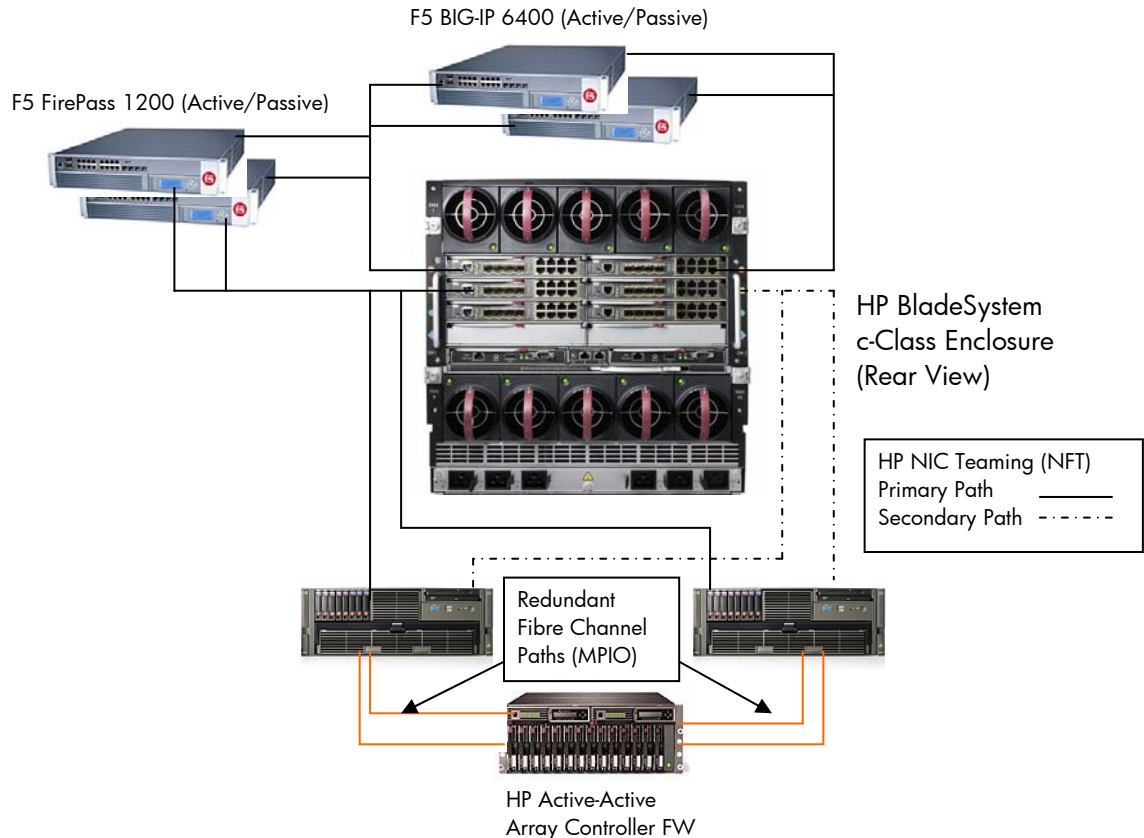 F5 BIG-IP 6400 (Active/Passive)
F5 FirePass 1200 (Active/Passive)
HP BladeSystem
c-Class Enclosure
(Rear View)
HP NIC Teaming (NFT)
Primary Path
Secondary Path
Redundant
Fibre Channel
Paths (MPIO)
HP Active-Active
Array Controller FW